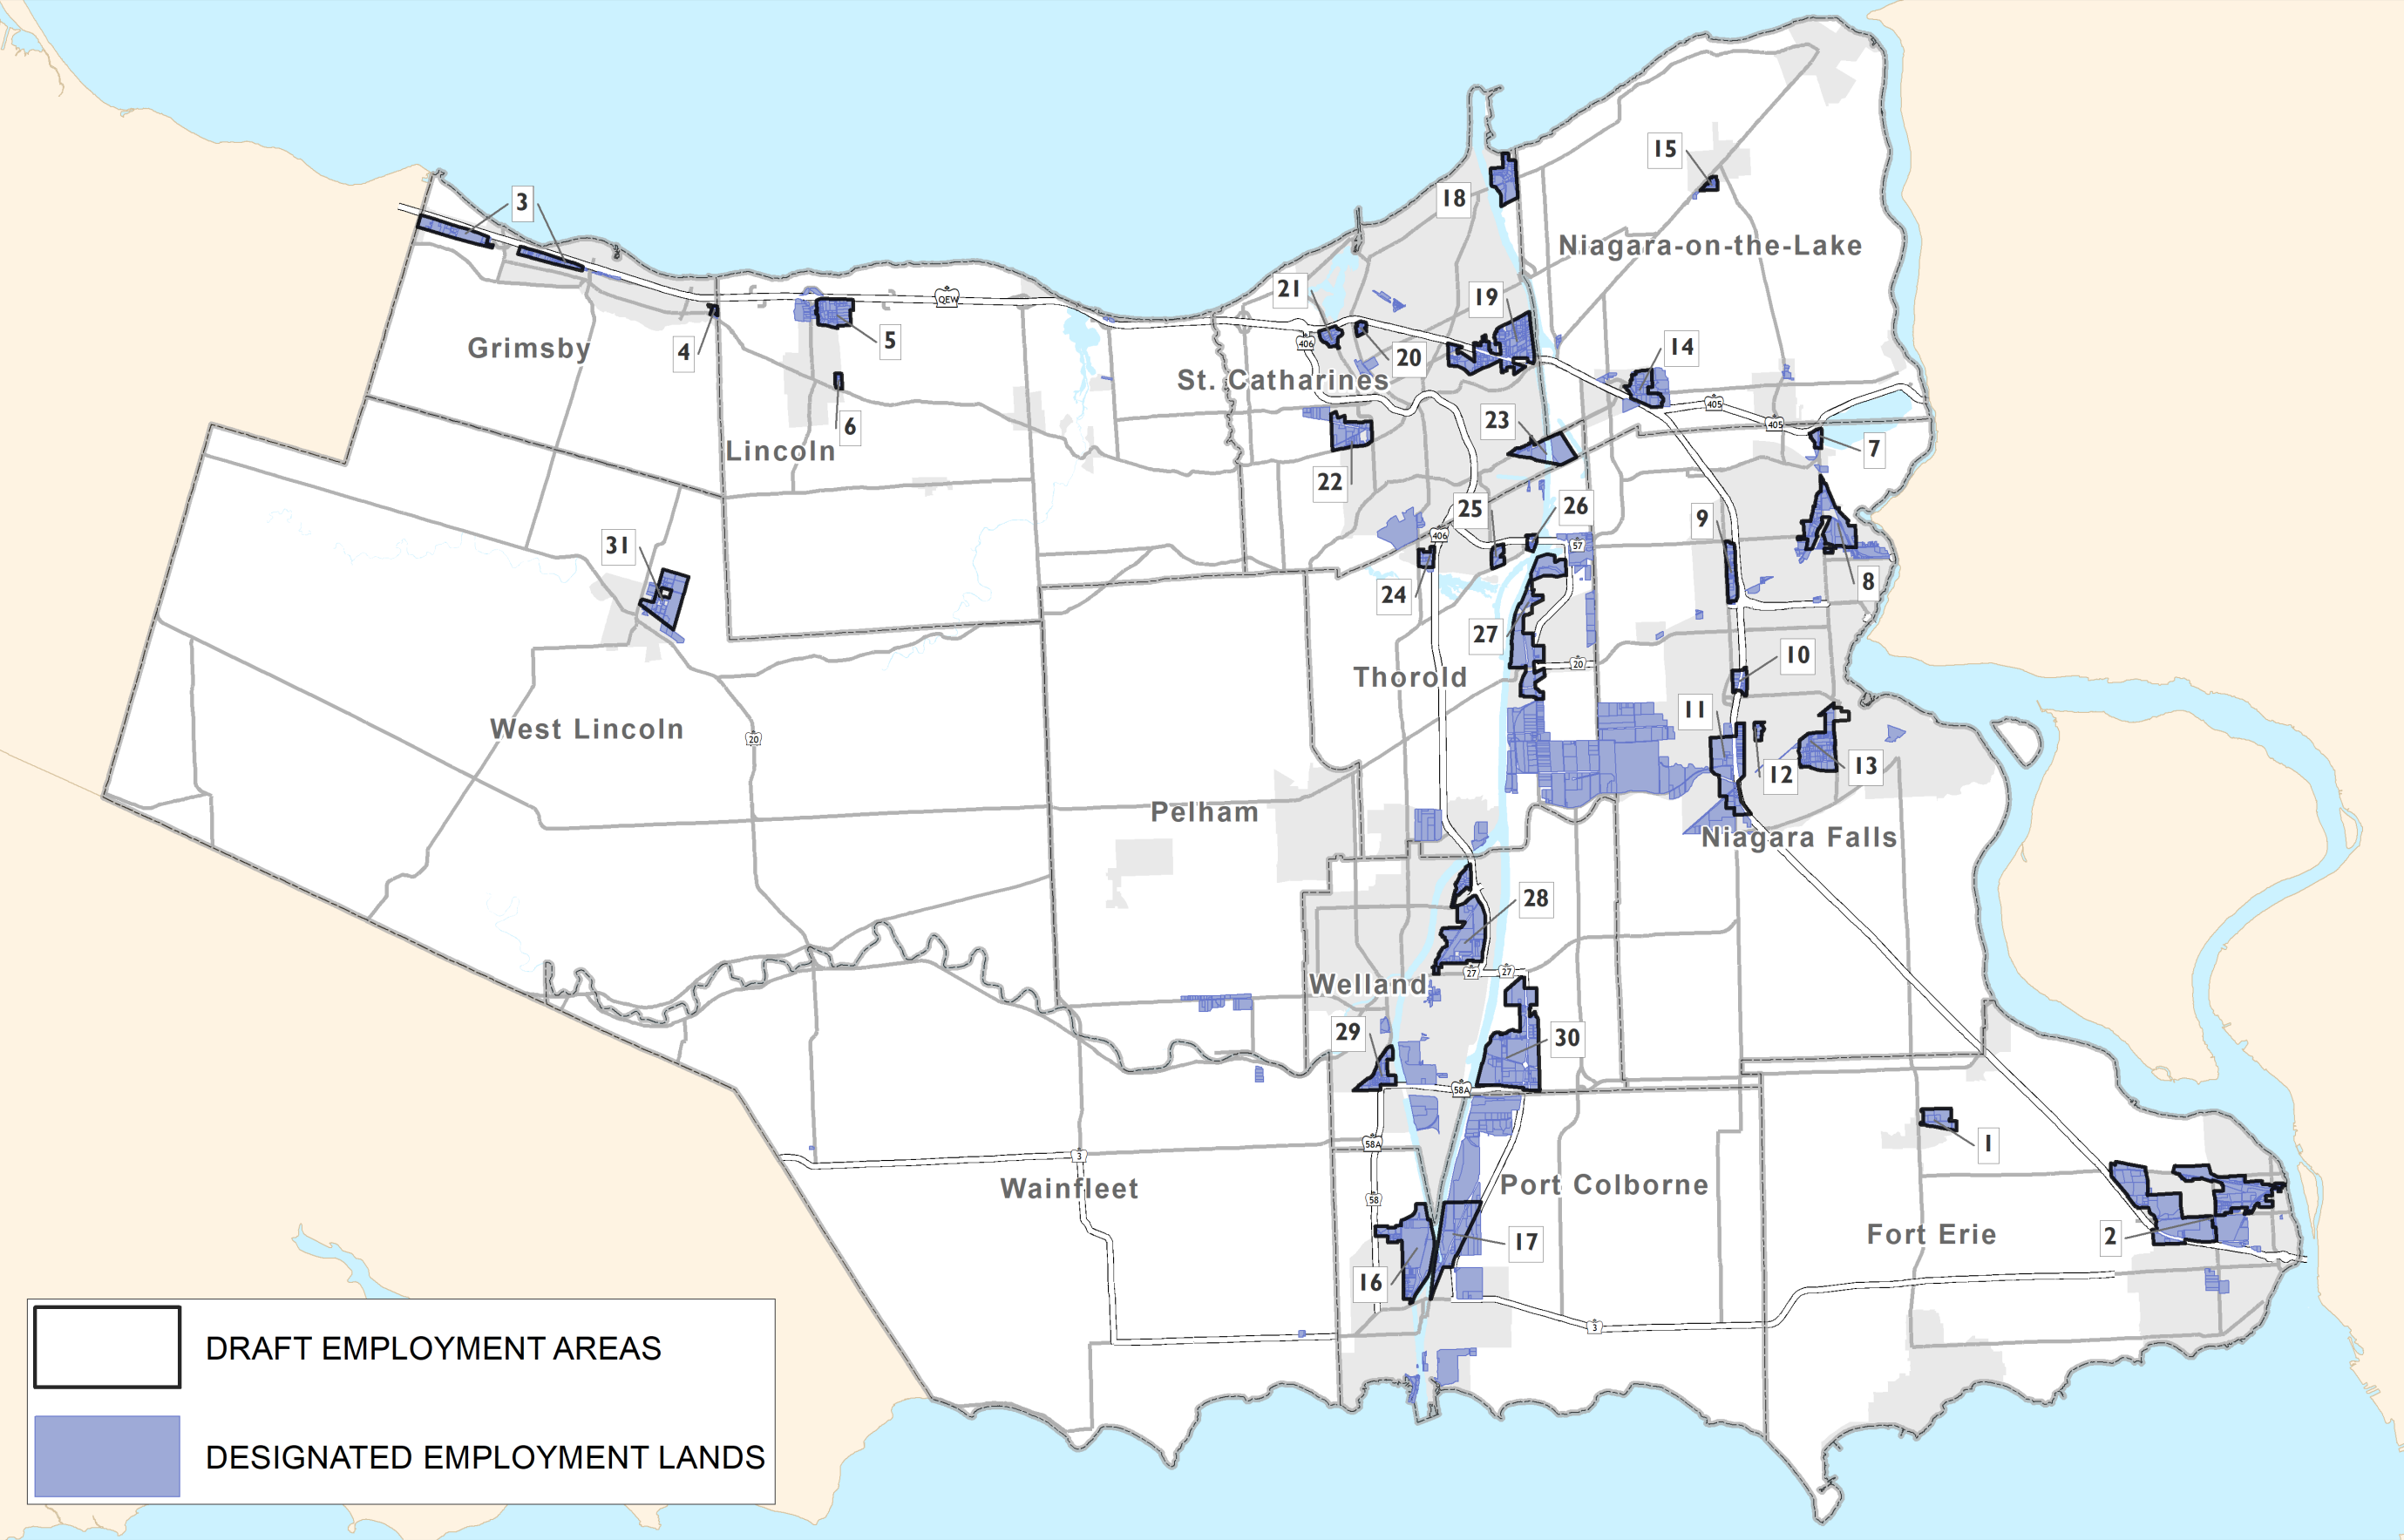 15
18
3
Niagara-on-the-Lake
21
19
QEW
5
406
20
14
Grimsby
4
St. Catharines
405
6
23
405
Lincoln
7
22
25
26
9
31
406
57
8
24
27
10
20
Thorold
11
West Lincoln
20
12
13
Pelham
Niagara Falls
28
27
27
Welland
29
30
58A
58A
1
3
Wainfleet
58
Port Colborne
2
Fort Erie
17
16
3
DRAFT EMPLOYMENT AREAS
DESIGNATED EMPLOYMENT LANDS